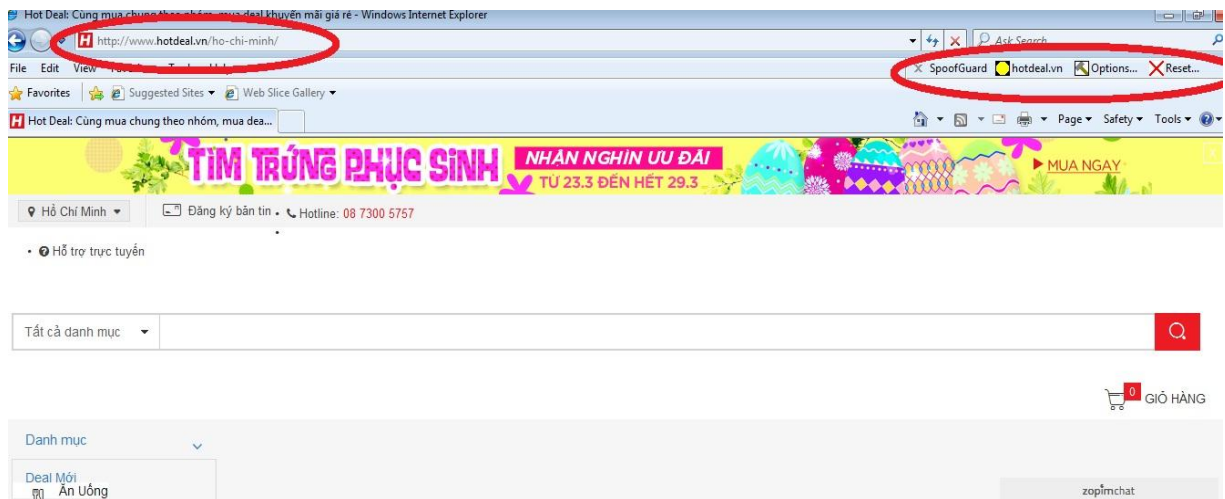 Hot Deal: Cùng mua chung theo nhóm, mua deal khuyến mãi giá rẻ - Windows Internet Explorer
http://www.hotdeal.vn/ho-chi-minh/
Ask Search
File Edit View Favorites Tools Help
SpoofGuard hotdeal.vn Options... Reset...
Favorites Suggested Sites Web Slice Gallery
Hot Deal: Cùng mua chung theo nhóm, mua dea...
Page Safety Tools
TÌM TRỨNG PHỤC SINH
NHẬN NGHÌN ƯU ĐÃI
TỪ 23.3 ĐẾN HẾT 29.3
MUA NGAY
Hồ Chí Minh Đăng ký bản tin Hotline: 08 7300 5757
Hỗ trợ trực tuyến
Tất cả danh mục
0 GIỎ HÀNG
Danh mục
Deal Mới
Ăn Uống
zopimchat